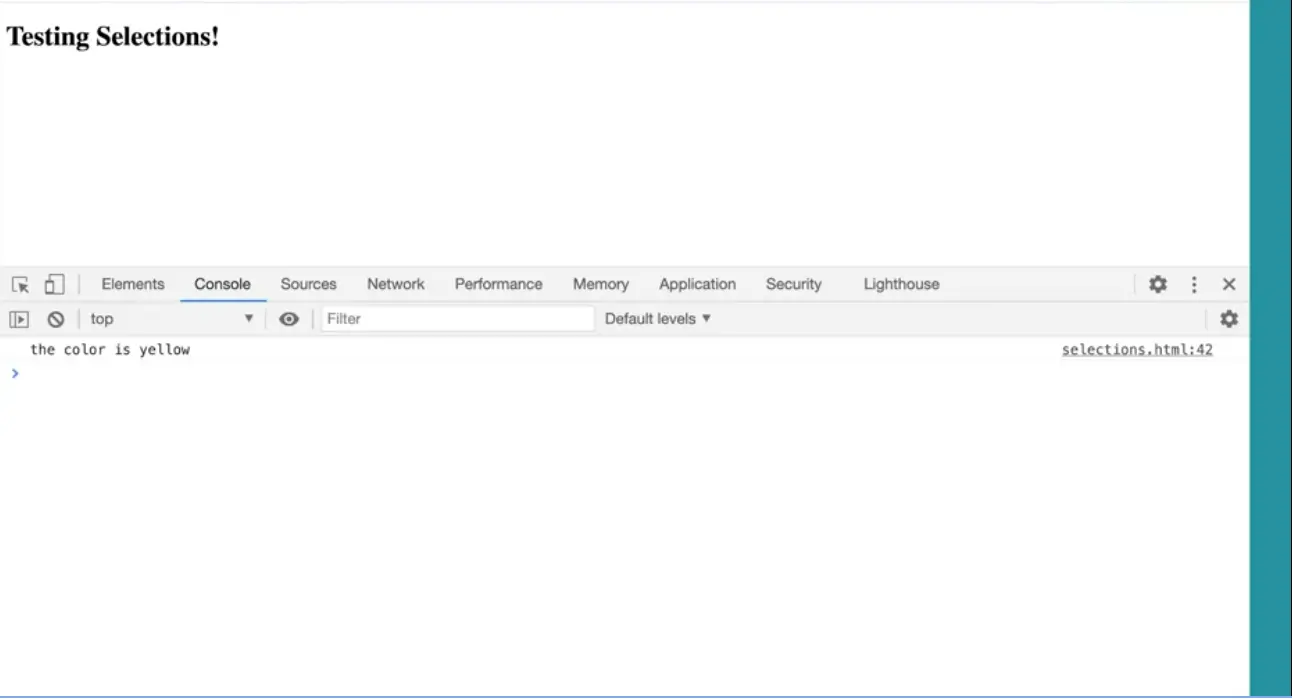 Testing Selections!
Elements Console Sources Network Performance Memory Application Security Lighthouse
top Filter Default levels
the color is yellow selections.html:42